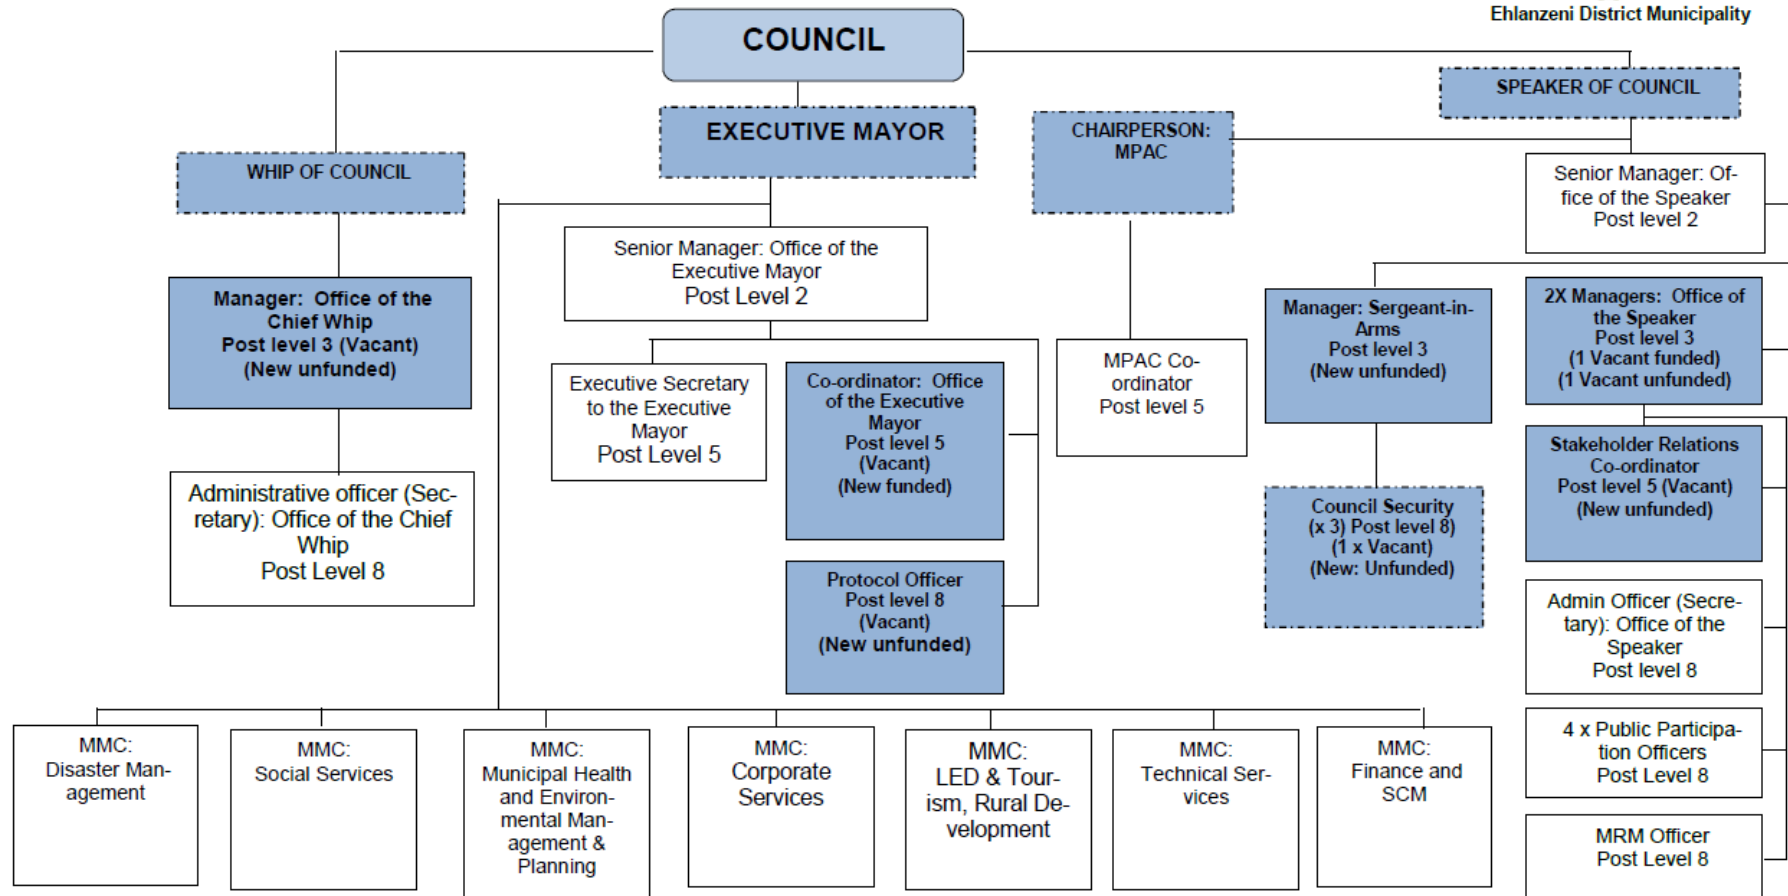 Ehlanzeni District Municipality
COUNCIL
SPEAKER OF COUNCIL
EXECUTIVE MAYOR
CHAIRPERSON:
MPAC
WHIP OF COUNCIL
Senior Manager: Of-
fice of the Speaker
Post level 2
Senior Manager: Office of the
Executive Mayor
Post Level 2
Manager: Office of the
Chief Whip
Post level 3 (Vacant)
(New unfunded)
Manager: Sergeant-in-
Arms
Post level 3
(New unfunded)
2X Managers: Office of
the Speaker
Post level 3
(1 Vacant funded)
(1 Vacant unfunded)
Executive Secretary
to the Executive
Mayor
Post Level 5
Co-ordinator: Office
of the Executive
Mayor
Post level 5
(Vacant)
(New funded)
MPAC Co-
ordinator
Post level 5
Stakeholder Relations
Co-ordinator
Post level 5 (Vacant)
(New unfunded)
Administrative officer (Sec-
retary): Office of the Chief
Whip
Post Level 8
Council Security
(x 3) Post level 8)
(1 x Vacant)
(New: Unfunded)
Protocol Officer
Post level 8
(Vacant)
(New unfunded)
Admin Officer (Secre-
tary): Office of the
Speaker
Post level 8
4 x Public Participa-
tion Officers
Post Level 8
MRM Officer
Post Level 8
MMC:
Disaster Man-
agement
MMC:
Social Services
MMC:
Municipal Health
and Environ-
mental Man-
agement &
Planning
MMC:
Corporate
Services
MMC:
LED & Tour-
ism, Rural De-
velopment
MMC:
Technical Ser-
vices
MMC:
Finance and
SCM